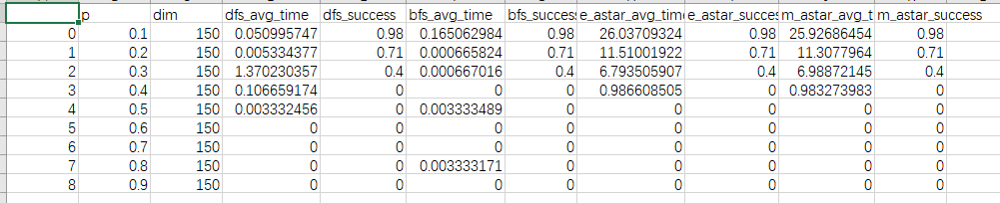 p dim dfs_avg_time dfs_success bfs_avg_time bfs_success e_astar_avg_time e_astar_succes m_astar_avg_t m_astar_success
0 0.1 150 0.050995747 0.98 0.165062984 0.98 26.03709324 0.98 25.92686454 0.98
1 0.2 150 0.005334377 0.71 0.000665824 0.71 11.51001922 0.71 11.3077964 0.71
2 0.3 150 1.370230357 0.4 0.000667016 0.4 6.793505907 0.4 6.98872145 0.4
3 0.4 150 0.106659174 0 0 0 0.986608505 0 0.983273983 0
4 0.5 150 0.003332456 0 0.003333489 0 0 0 0 0
5 0.6 150 0 0 0 0 0 0 0 0
6 0.7 150 0 0 0 0 0 0 0 0
7 0.8 150 0 0 0.003333171 0 0 0 0 0
8 0.9 150 0 0 0 0 0 0 0 0